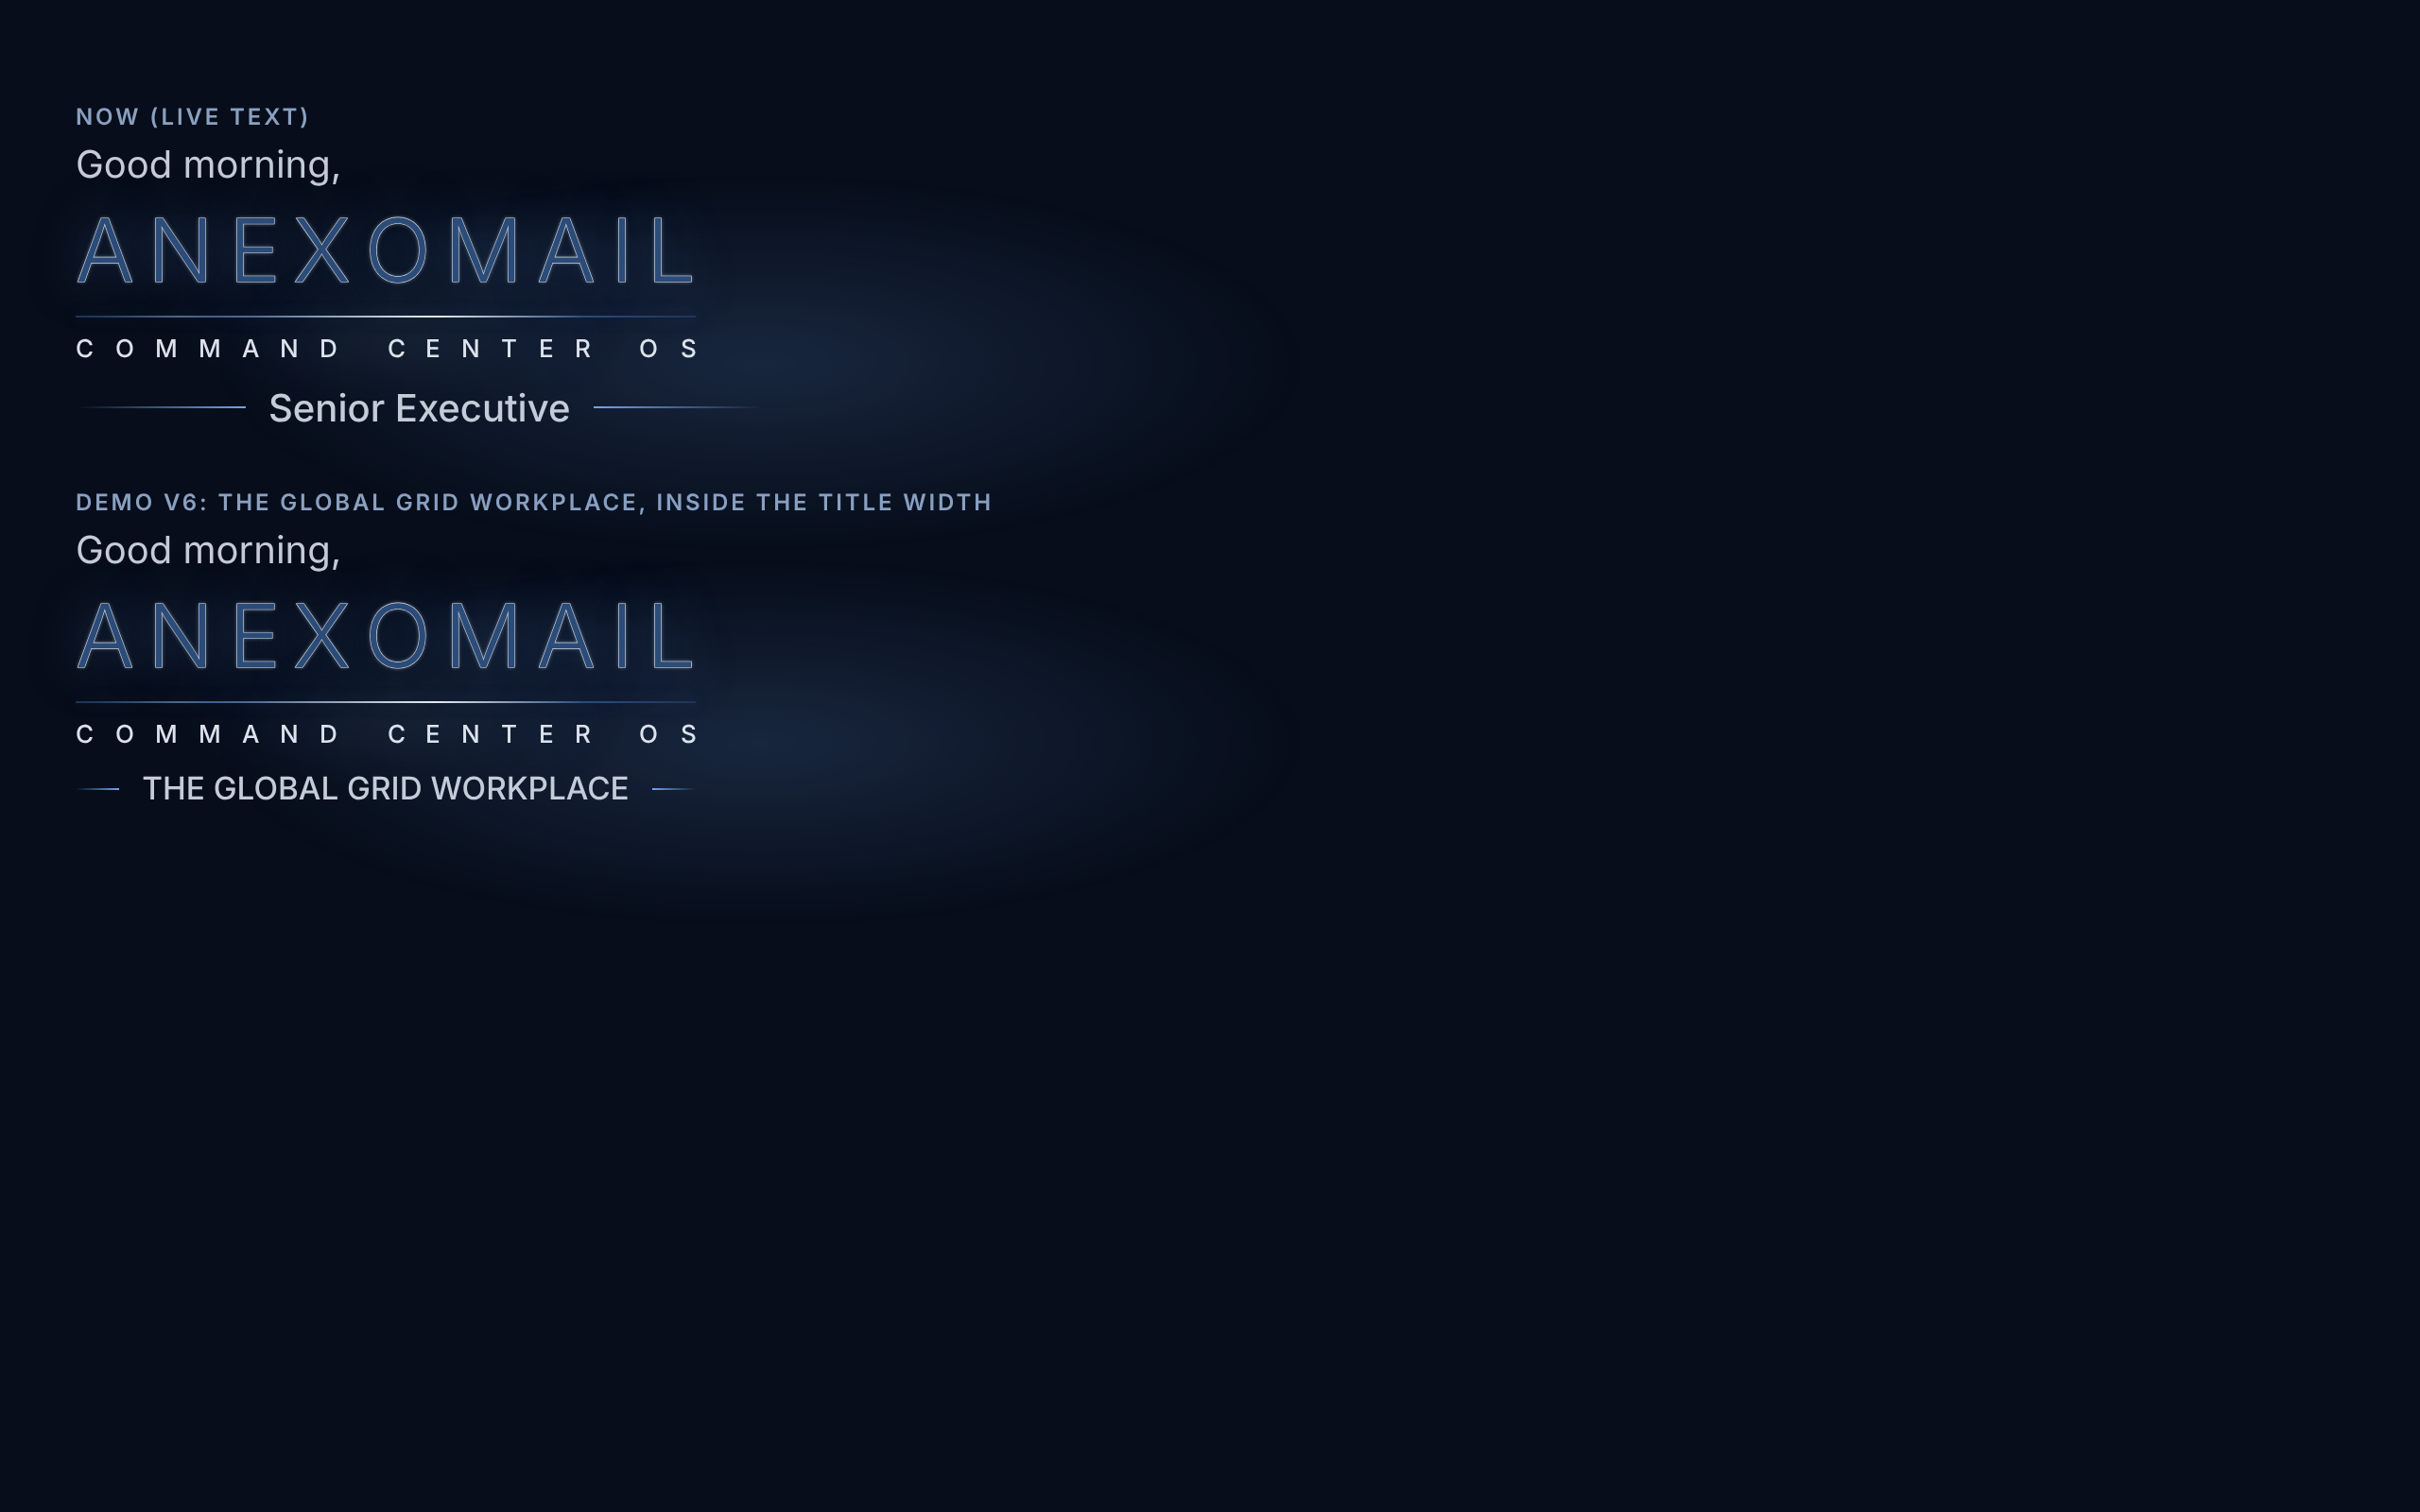 NOW (LIVE TEXT)
Good morning,
ANEXOMAIL
COMMAND CENTER OS
Senior Executive
DEMO V6: THE GLOBAL GRID WORKPLACE, INSIDE THE TITLE WIDTH
Good morning,
ANEXOMAIL
COMMAND CENTER OS
THE GLOBAL GRID WORKPLACE